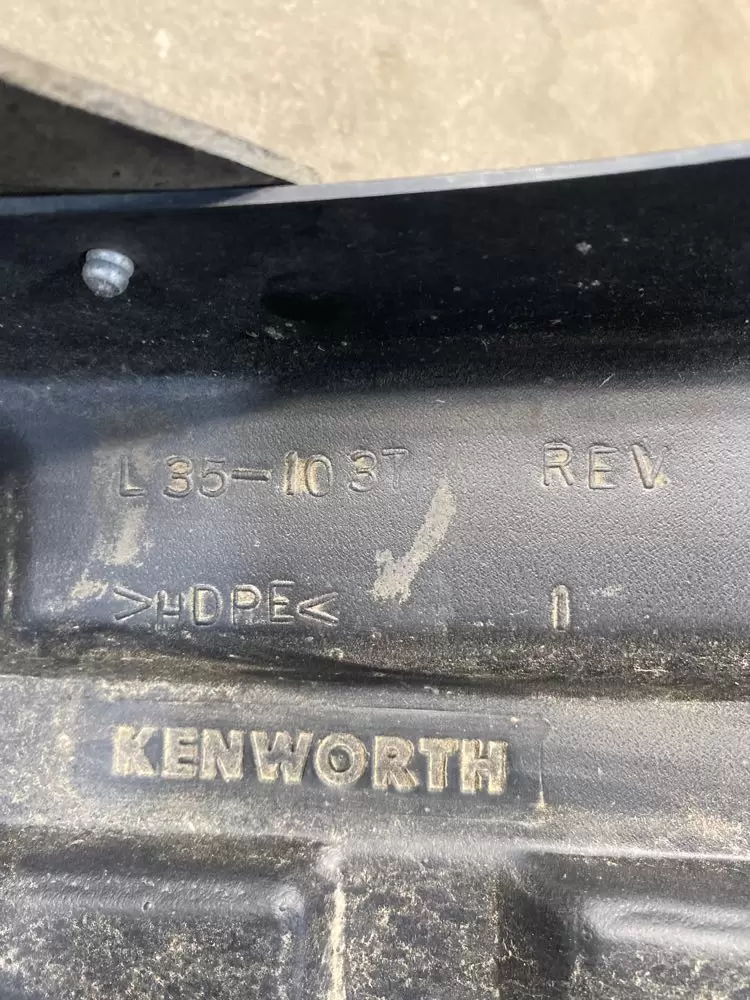 L35-1037 REV
>HDPE< 1
KENWORTH